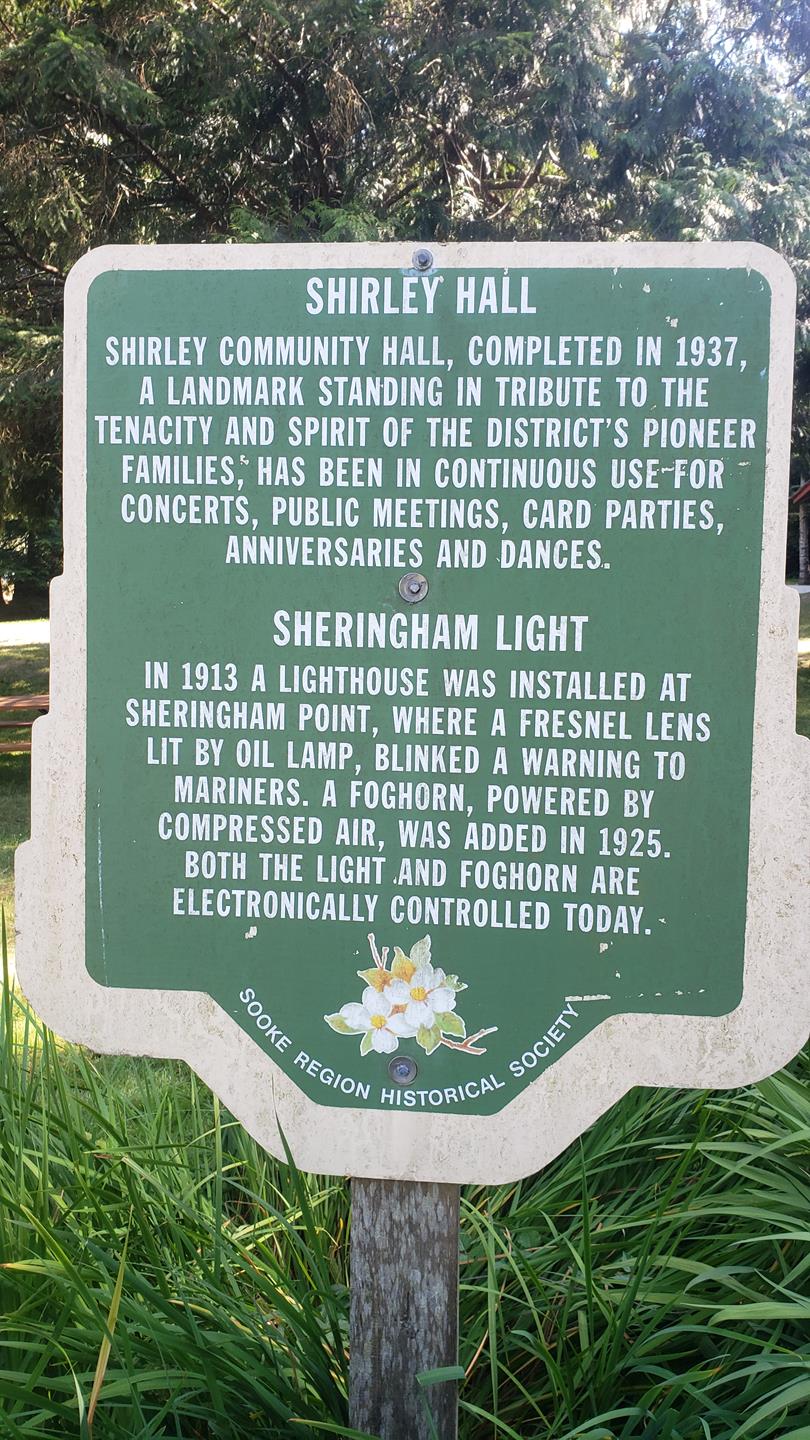 SHIRLEY HALL
SHIRLEY COMMUNITY HALL, COMPLETED IN 1937,
A LANDMARK STANDING IN TRIBUTE TO THE
TENACITY AND SPIRIT OF THE DISTRICT'S PIONEER
FAMILIES, HAS BEEN IN CONTINUOUS USE FOR
CONCERTS, PUBLIC MEETINGS, CARD PARTIES,
ANNIVERSARIES AND DANCES.
SHERINGHAM LIGHT
IN 1913 A LIGHTHOUSE WAS INSTALLED AT
SHERINGHAM POINT, WHERE A FRESNEL LENS
LIT BY OIL LAMP, BLINKED A WARNING TO
MARINERS. A FOGHORN, POWERED BY
COMPRESSED AIR, WAS ADDED IN 1925.
BOTH THE LIGHT AND FOGHORN ARE
ELECTRONICALLY CONTROLLED TODAY.
SOOKE REGION HISTORICAL SOCIETY